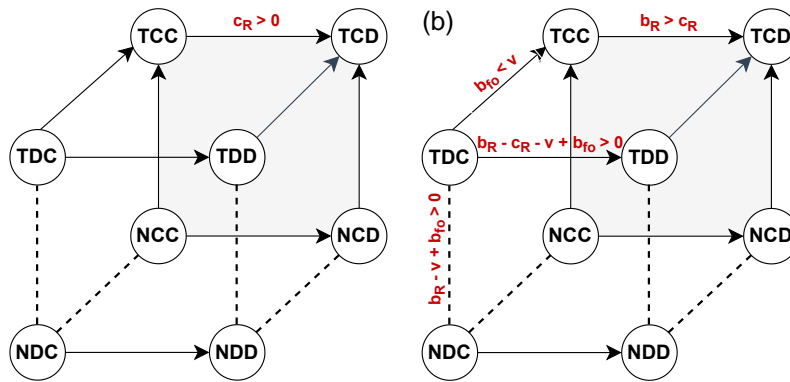 c_R > 0
TCC
TCD
TDC
TDD
NCC
NCD
NDC
NDD
(b)
b_R > c_R
TCC
TCD
b_fo < v
b_R - c_R - v + b_fo > 0
TDC
TDD
b_R - v + b_fo > 0
NCC
NCD
NDC
NDD